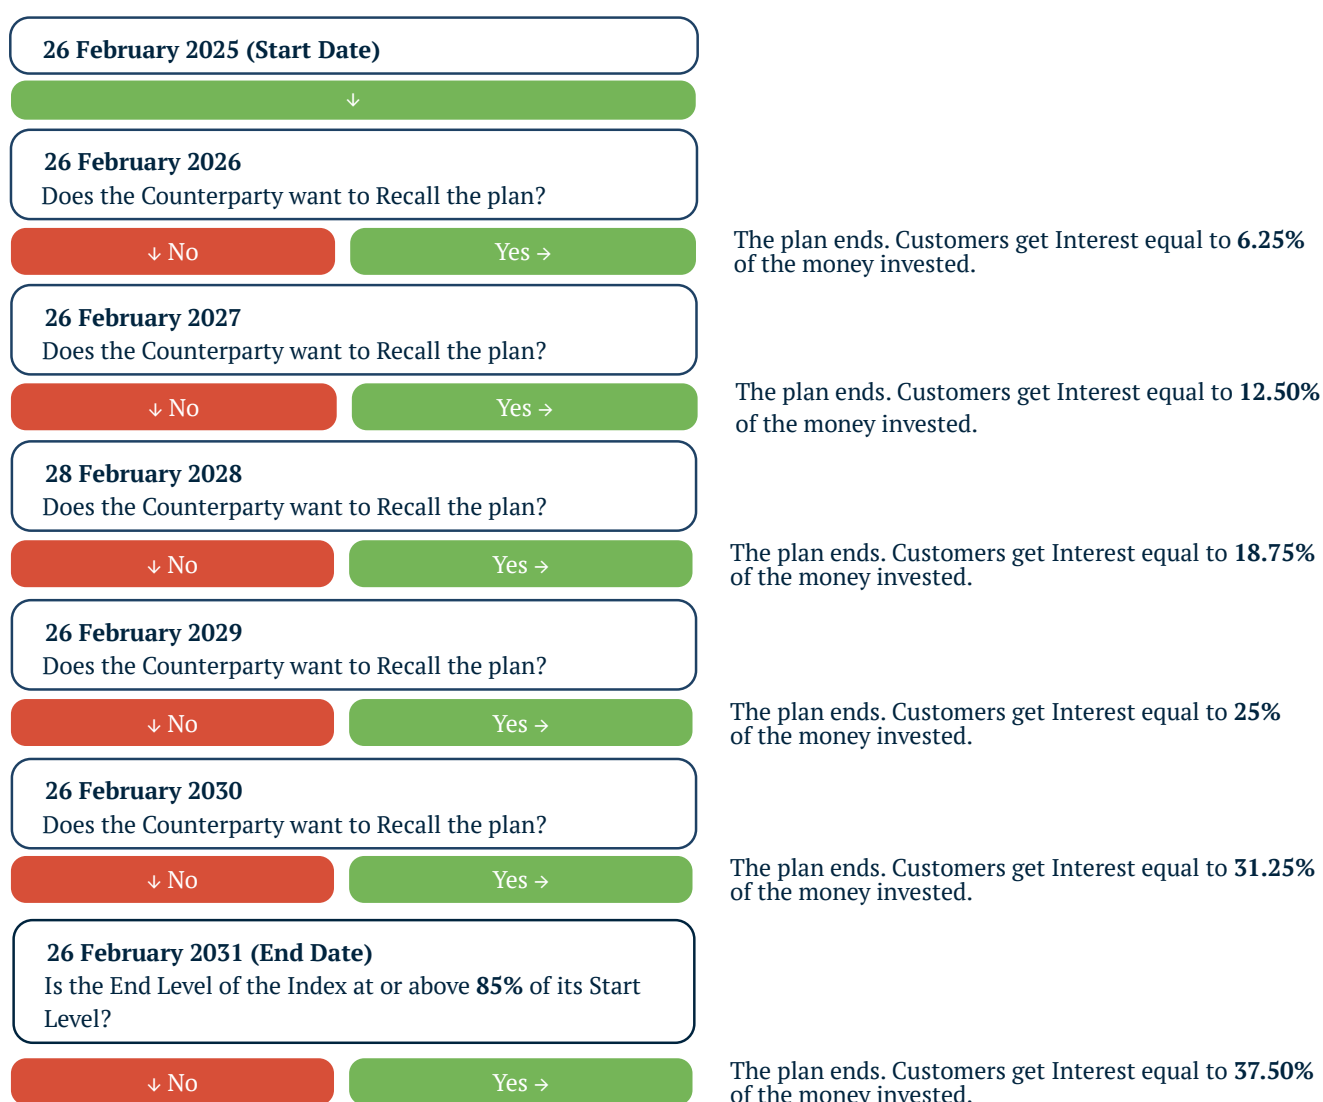 26 February 2025 (Start Date)
↓
26 February 2026
Does the Counterparty want to Recall the plan?
↓ No
Yes →
The plan ends. Customers get Interest equal to 6.25%
of the money invested.
26 February 2027
Does the Counterparty want to Recall the plan?
↓ No
Yes →
The plan ends. Customers get Interest equal to 12.50%
of the money invested.
28 February 2028
Does the Counterparty want to Recall the plan?
↓ No
Yes →
The plan ends. Customers get Interest equal to 18.75%
of the money invested.
26 February 2029
Does the Counterparty want to Recall the plan?
↓ No
Yes →
The plan ends. Customers get Interest equal to 25%
of the money invested.
26 February 2030
Does the Counterparty want to Recall the plan?
↓ No
Yes →
The plan ends. Customers get Interest equal to 31.25%
of the money invested.
26 February 2031 (End Date)
Is the End Level of the Index at or above 85% of its Start
Level?
↓ No
Yes →
The plan ends. Customers get Interest equal to 37.50%
of the money invested.